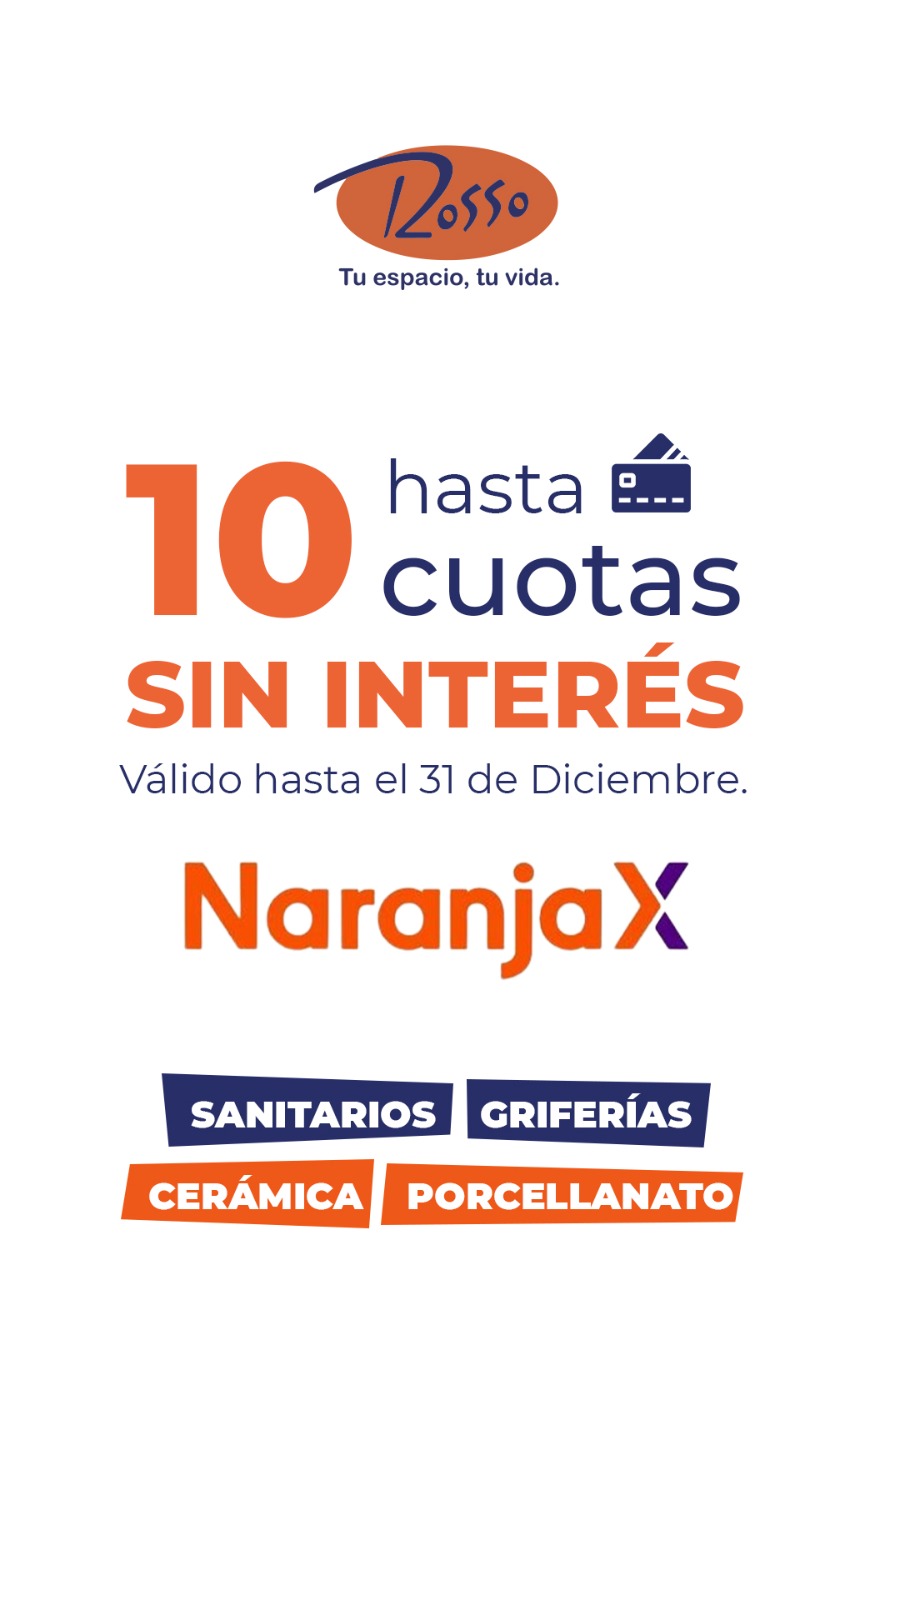 Rosso
Tu espacio, tu vida.
10 hasta
cuotas
SIN INTERÉS
Válido hasta el 31 de Diciembre.
NaranjaX
SANITARIOS GRIFERÍAS
CERÁMICA PORCELLANATO